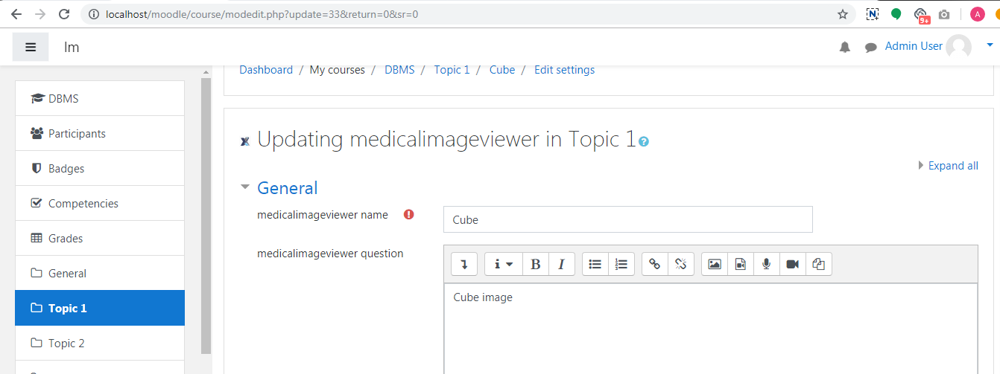 localhost/moodle/course/modedit.php?update=33&return=0&sr=0
9+
A
lm
Admin User
Dashboard / My courses / DBMS / Topic 1 / Cube / Edit settings
DBMS
Participants
Badges
Competencies
Grades
General
Topic 1
Topic 2
Updating medicalimageviewer in Topic 1
Expand all
General
medicalimageviewer name
Cube
medicalimageviewer question
B I
Cube image